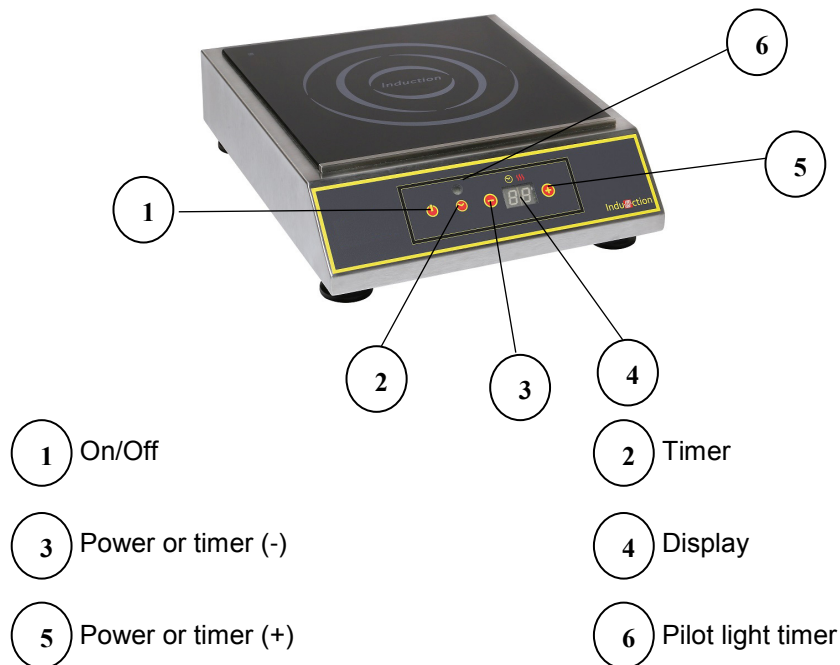 6
Induction
5
1
88
Induction
2
3
4
1 On/Off
2 Timer
3 Power or timer (-)
4 Display
5 Power or timer (+)
6 Pilot light timer